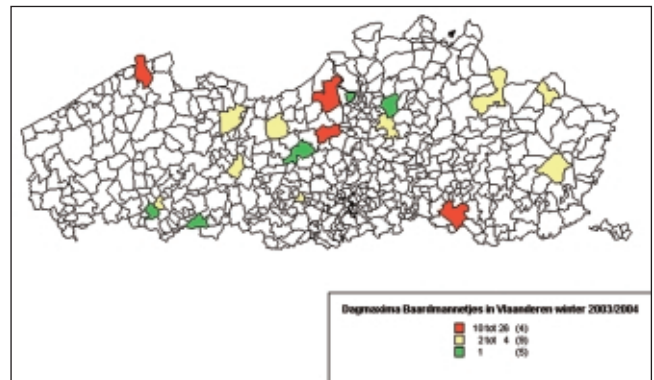 Dagmaxima Baardmannetjes in Vlaanderen winter 2003/2004
10 tot 26 (4)
2 tot 4 (9)
1 (5)